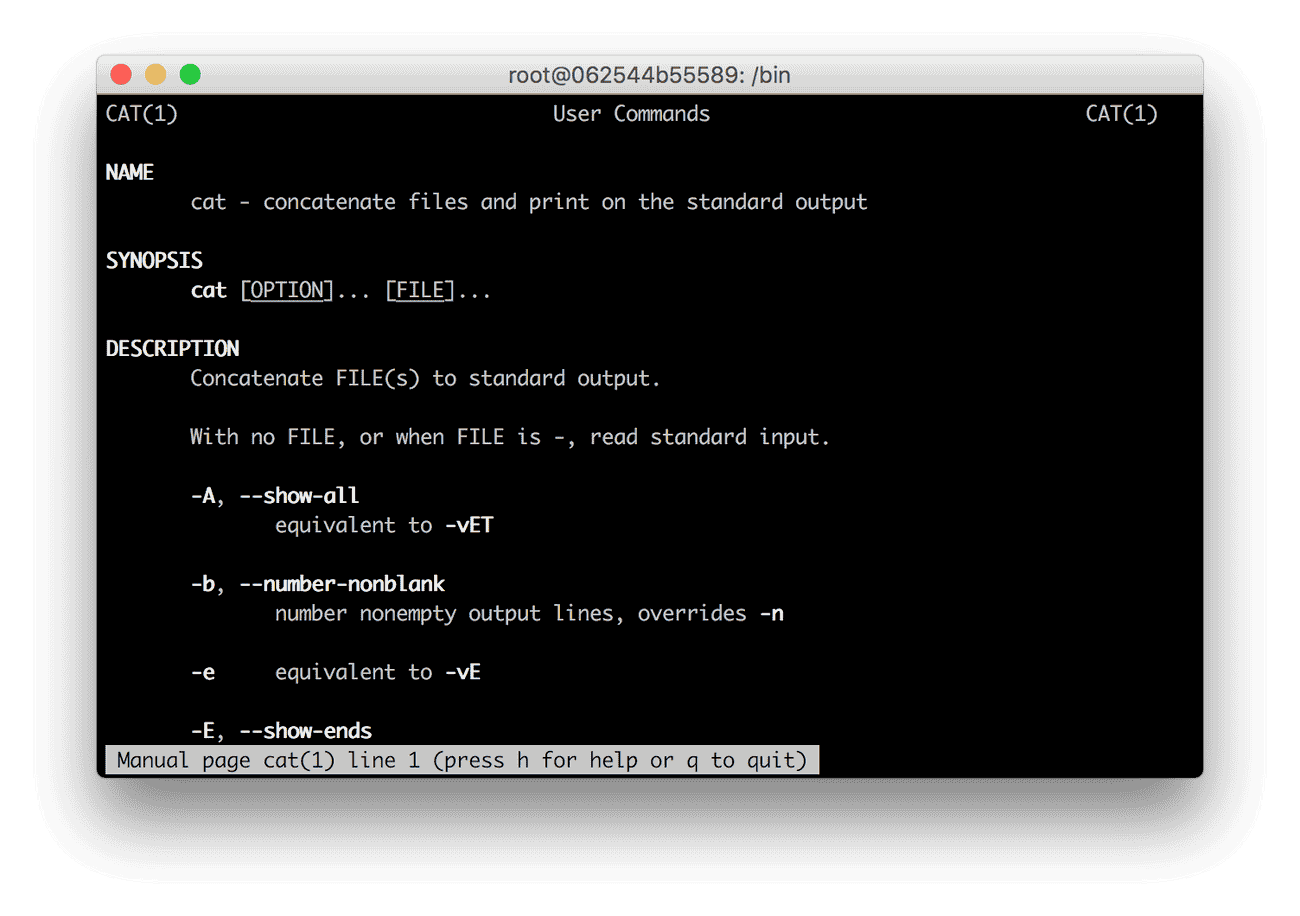 root@062544b55589: /bin
CAT(1) User Commands CAT(1)
NAME
cat - concatenate files and print on the standard output
SYNOPSIS
cat [OPTION]... [FILE]...
DESCRIPTION
Concatenate FILE(s) to standard output.
With no FILE, or when FILE is -, read standard input.
-A, --show-all
equivalent to -vET
-b, --number-nonblank
number nonempty output lines, overrides -n
-e equivalent to -vE
-E, --show-ends
Manual page cat(1) line 1 (press h for help or q to quit)